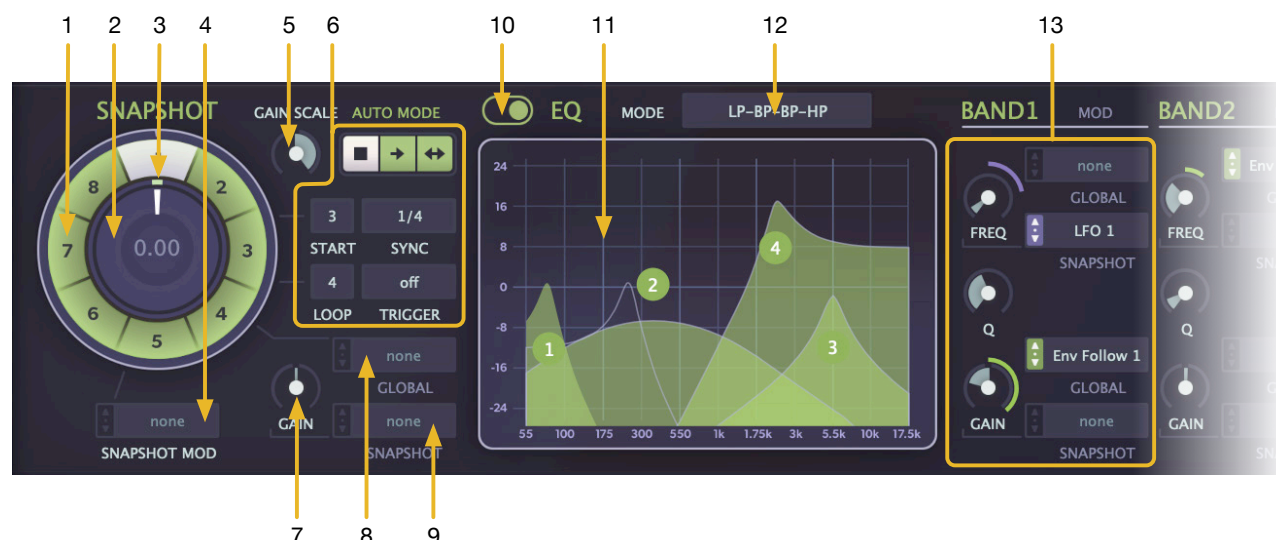 1 2 3 4 5 6 10 11 12 13
SNAPSHOT GAIN SCALE AUTO MODE EQ MODE LP-BP-BP-HP BAND1 MOD BAND2
8 2
7 3
6 4
5
0.00
3 1/4
START SYNC
4 off
LOOP TRIGGER
none
GLOBAL
GAIN none
SNAPSHOT
none
SNAPSHOT MOD
24
16
8
0
-8
-16
-24
55 100 175 300 550 1k 1.75k 3k 5.5k 10k 17.5k
1 2 3 4
none
GLOBAL
FREQ LFO 1
SNAPSHOT
Q
Env Follow 1
GLOBAL
GAIN none
SNAPSHOT
Env
FREQ
Q
GAIN
7 8 9